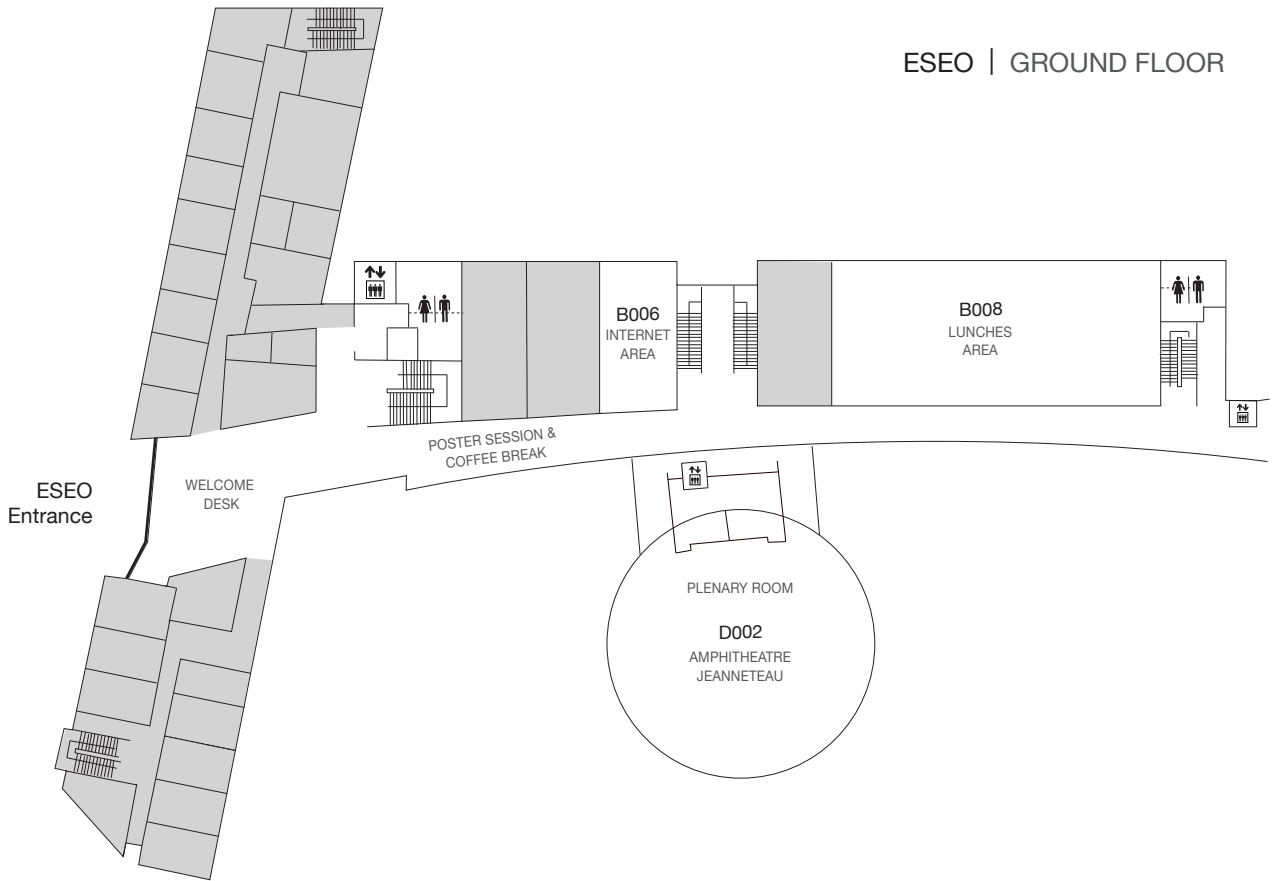 ESEO | GROUND FLOOR
B006
INTERNET
AREA
B008
LUNCHES
AREA
POSTER SESSION &
COFFEE BREAK
ESEO
Entrance
WELCOME
DESK
PLENARY ROOM
D002
AMPHITHEATRE
JEANNETEAU